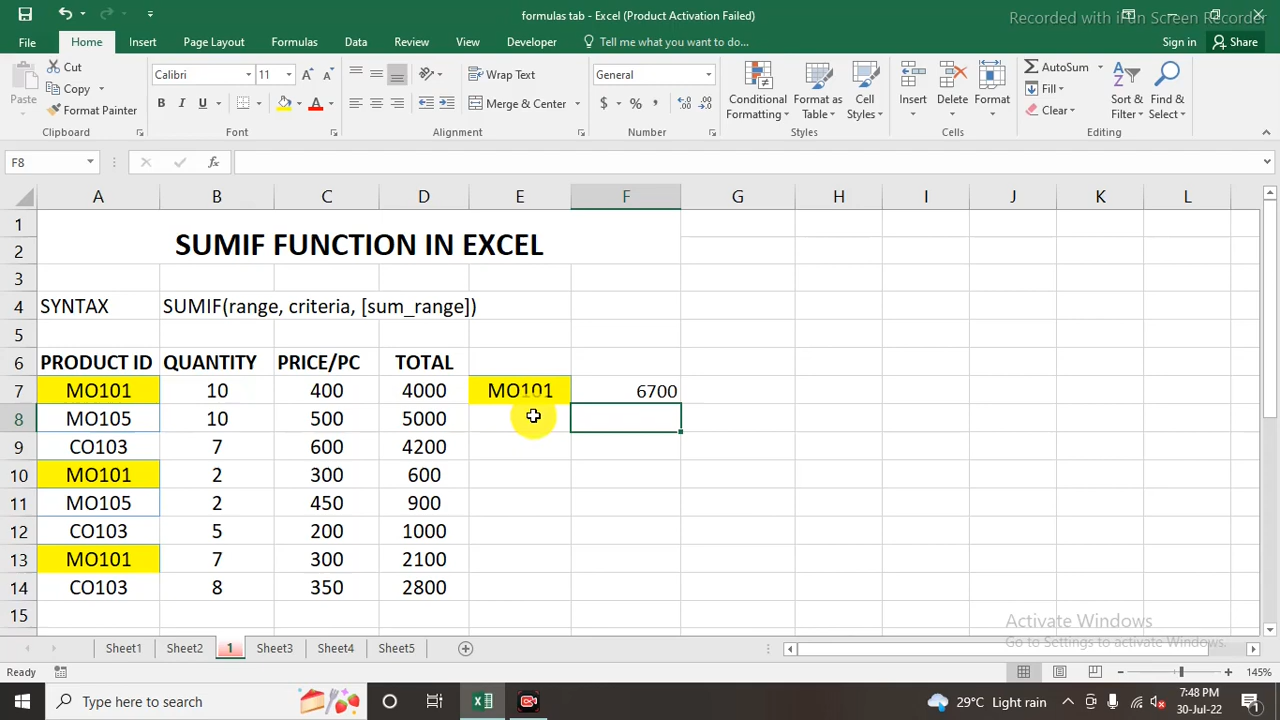 formulas tab - Excel (Product Activation Failed)
Recorded with iFun Screen Recorder
File Home Insert Page Layout Formulas Data Review View Developer Tell me what you want to do... Sign in Share
Paste Cut Copy Format Painter Clipboard
Calibri 11 B I U A Font
Wrap Text Merge & Center Alignment
General $ % , Number
Conditional Formatting Format as Table Cell Styles Styles
Insert Delete Format Cells
AutoSum Fill Clear Sort & Filter Find & Select Editing
F8 fx
A B C D E F G H I J K L
1
2 SUMIF FUNCTION IN EXCEL
3
4 SYNTAX SUMIF(range, criteria, [sum_range])
5
6 PRODUCT ID QUANTITY PRICE/PC TOTAL
7 MO101 10 400 4000 MO101 6700
8 MO105 10 500 5000
9 CO103 7 600 4200
10 MO101 2 300 600
11 MO105 2 450 900
12 CO103 5 200 1000
13 MO101 7 300 2100
14 CO103 8 350 2800
15
Activate Windows
Go to Settings to activate Windows.
Sheet1 Sheet2 1 Sheet3 Sheet4 Sheet5
Ready 145%
Type here to search 29°C Light rain 7:48 PM
30-Jul-22